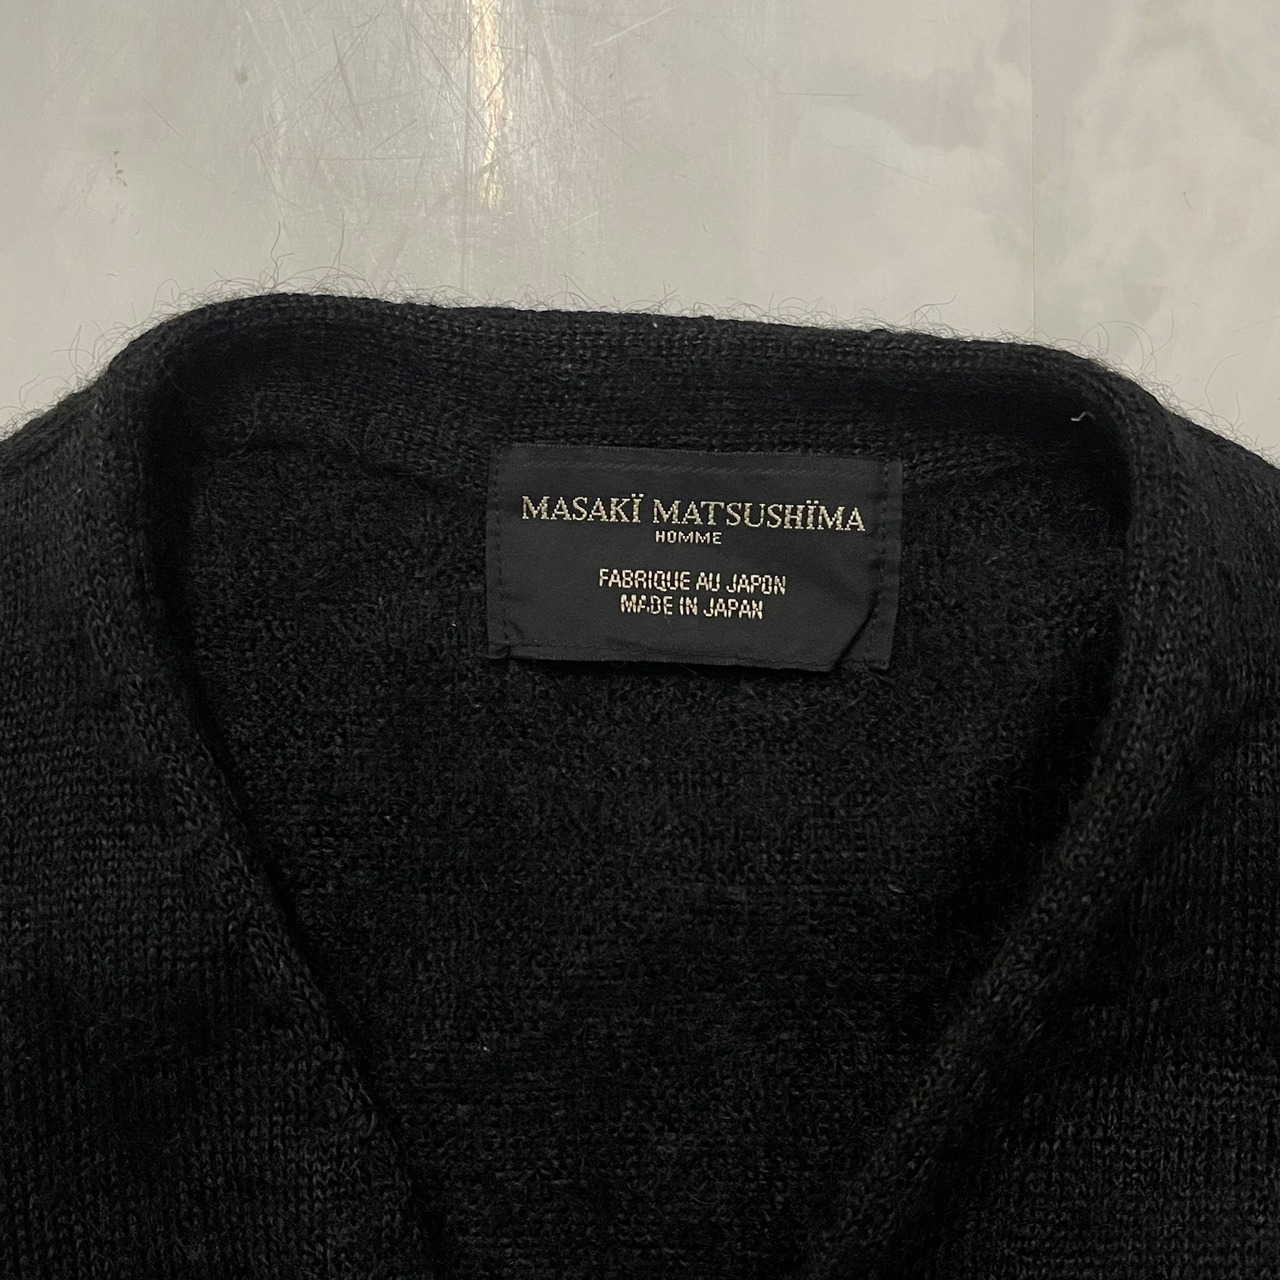 MASAKÏ MATSUSHÏMA
HOMME
FABRIQUE AU JAPON
MADE IN JAPAN